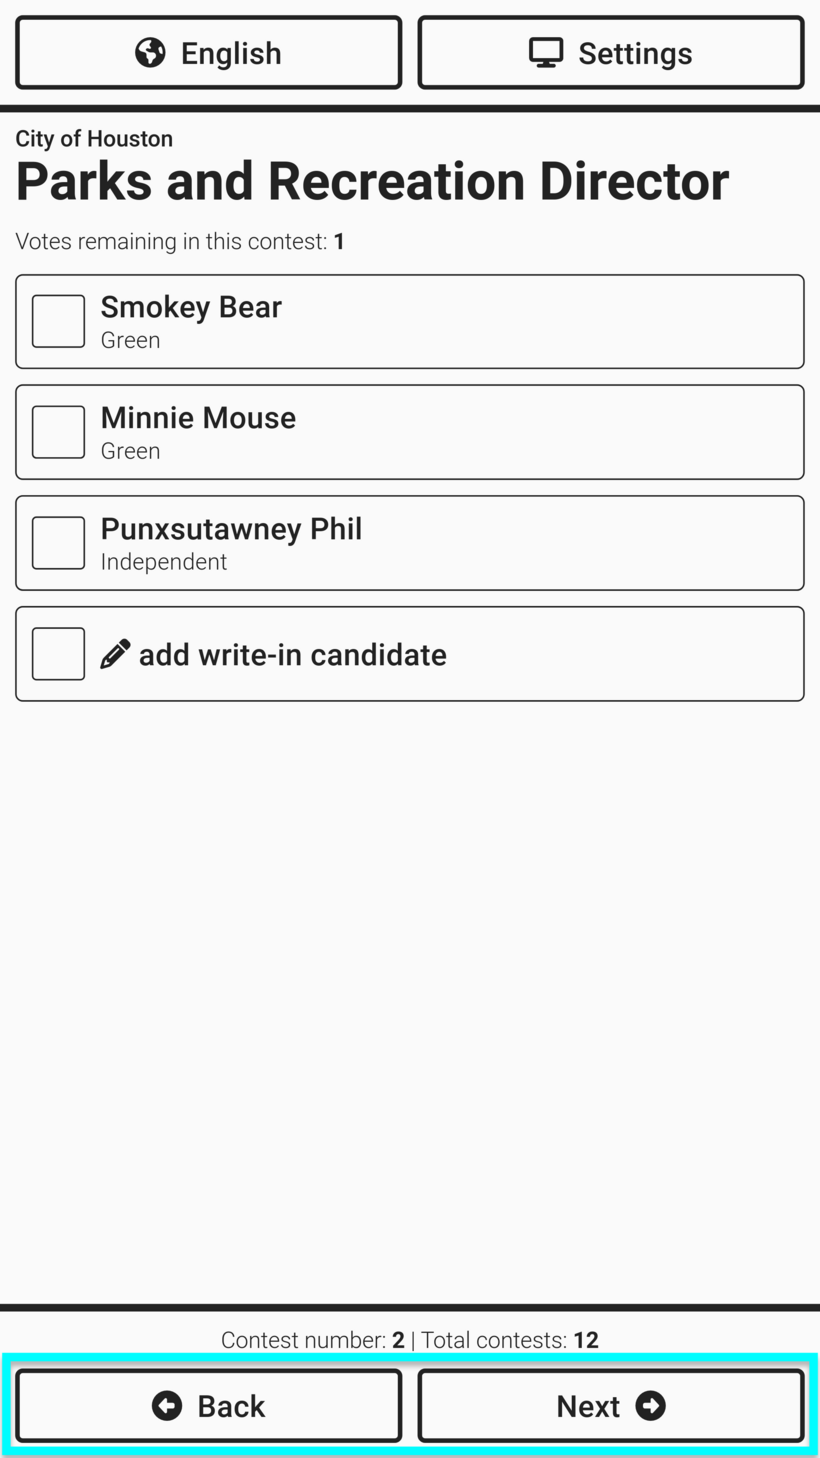 English
Settings
City of Houston
Parks and Recreation Director
Votes remaining in this contest: 1
Smokey Bear
Green
Minnie Mouse
Green
Punxsutawney Phil
Independent
add write-in candidate
Contest number: 2 | Total contests: 12
Back
Next